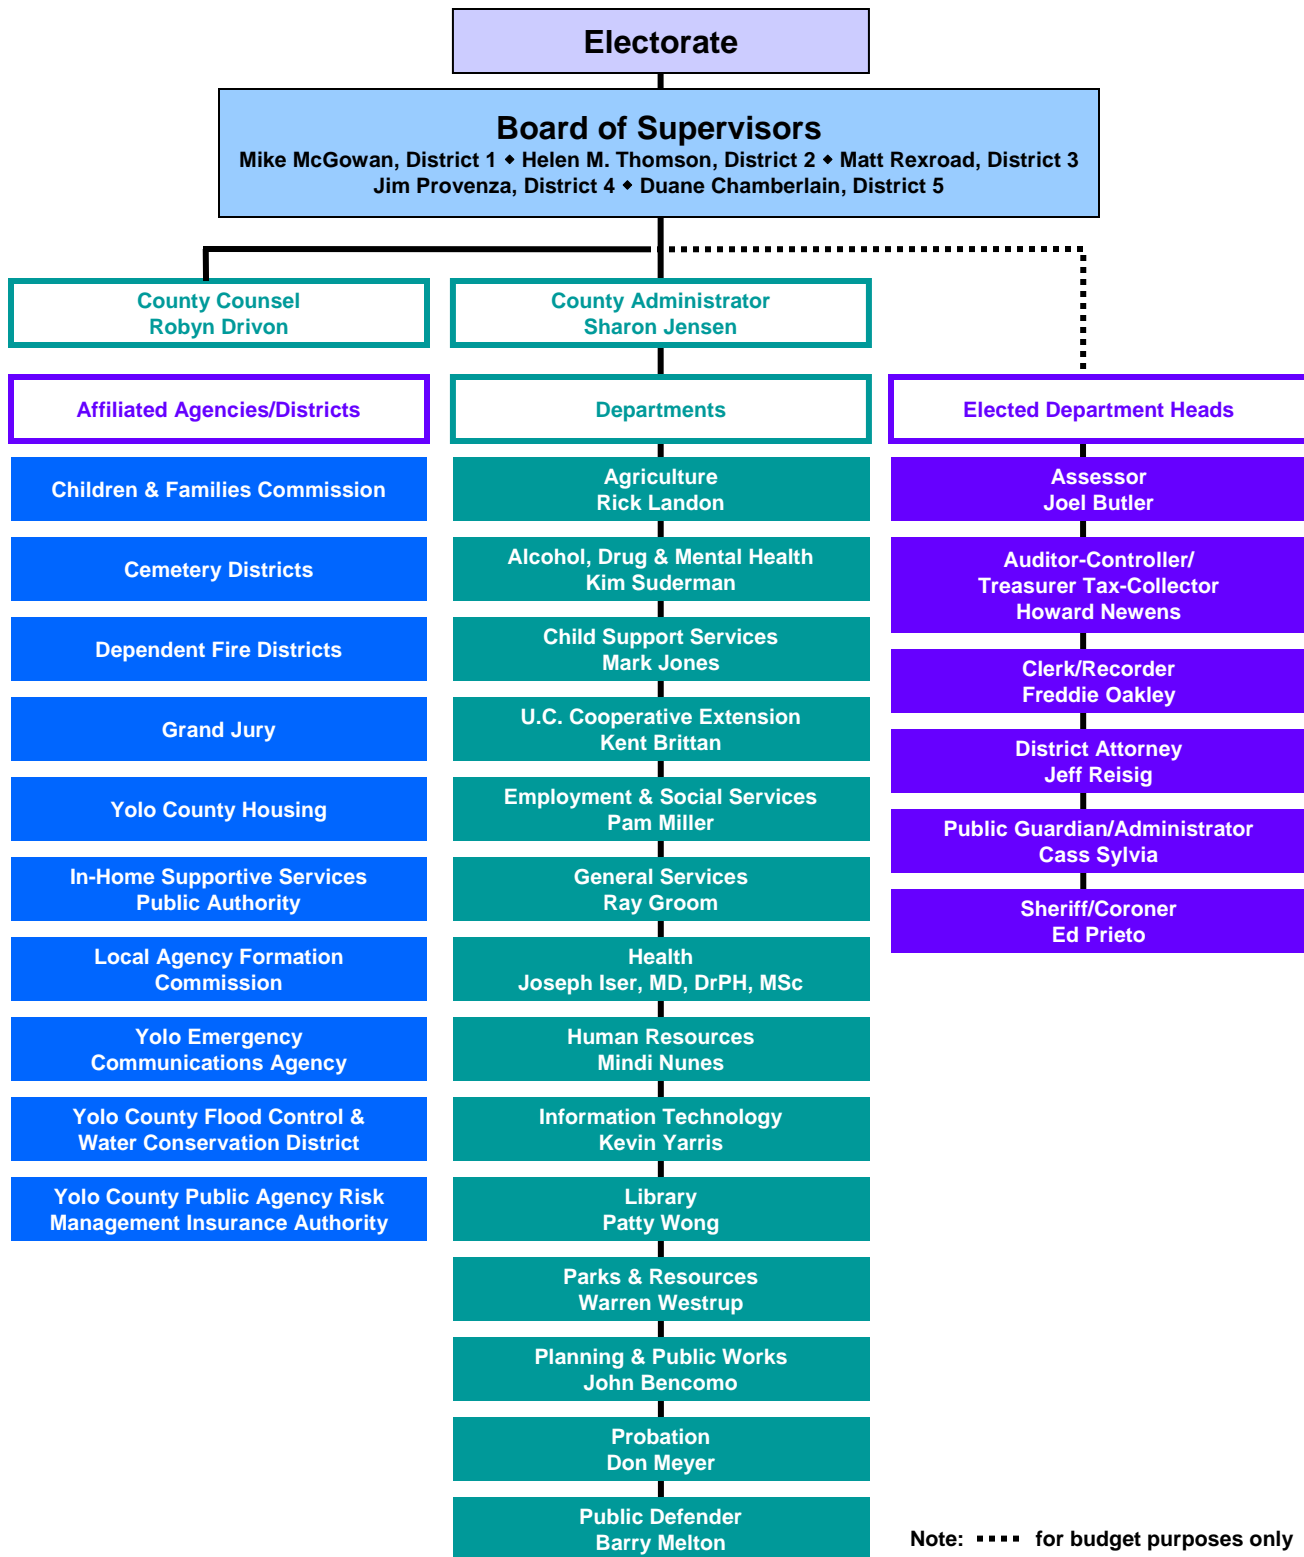 Electorate
Board of Supervisors
Mike McGowan, District 1 ◆ Helen M. Thomson, District 2 ◆ Matt Rexroad, District 3
Jim Provenza, District 4 ◆ Duane Chamberlain, District 5
County Counsel
Robyn Drivon
County Administrator
Sharon Jensen
Affiliated Agencies/Districts
Children & Families Commission
Cemetery Districts
Dependent Fire Districts
Grand Jury
Yolo County Housing
In-Home Supportive Services
Public Authority
Local Agency Formation
Commission
Yolo Emergency
Communications Agency
Yolo County Flood Control &
Water Conservation District
Yolo County Public Agency Risk
Management Insurance Authority
Departments
Agriculture
Rick Landon
Alcohol, Drug & Mental Health
Kim Suderman
Child Support Services
Mark Jones
U.C. Cooperative Extension
Kent Brittan
Employment & Social Services
Pam Miller
General Services
Ray Groom
Health
Joseph Iser, MD, DrPH, MSc
Human Resources
Mindi Nunes
Information Technology
Kevin Yarris
Library
Patty Wong
Parks & Resources
Warren Westrup
Planning & Public Works
John Bencomo
Probation
Don Meyer
Public Defender
Barry Melton
Elected Department Heads
Assessor
Joel Butler
Auditor-Controller/
Treasurer Tax-Collector
Howard Newens
Clerk/Recorder
Freddie Oakley
District Attorney
Jeff Reisig
Public Guardian/Administrator
Cass Sylvia
Sheriff/Coroner
Ed Prieto
Note: for budget purposes only